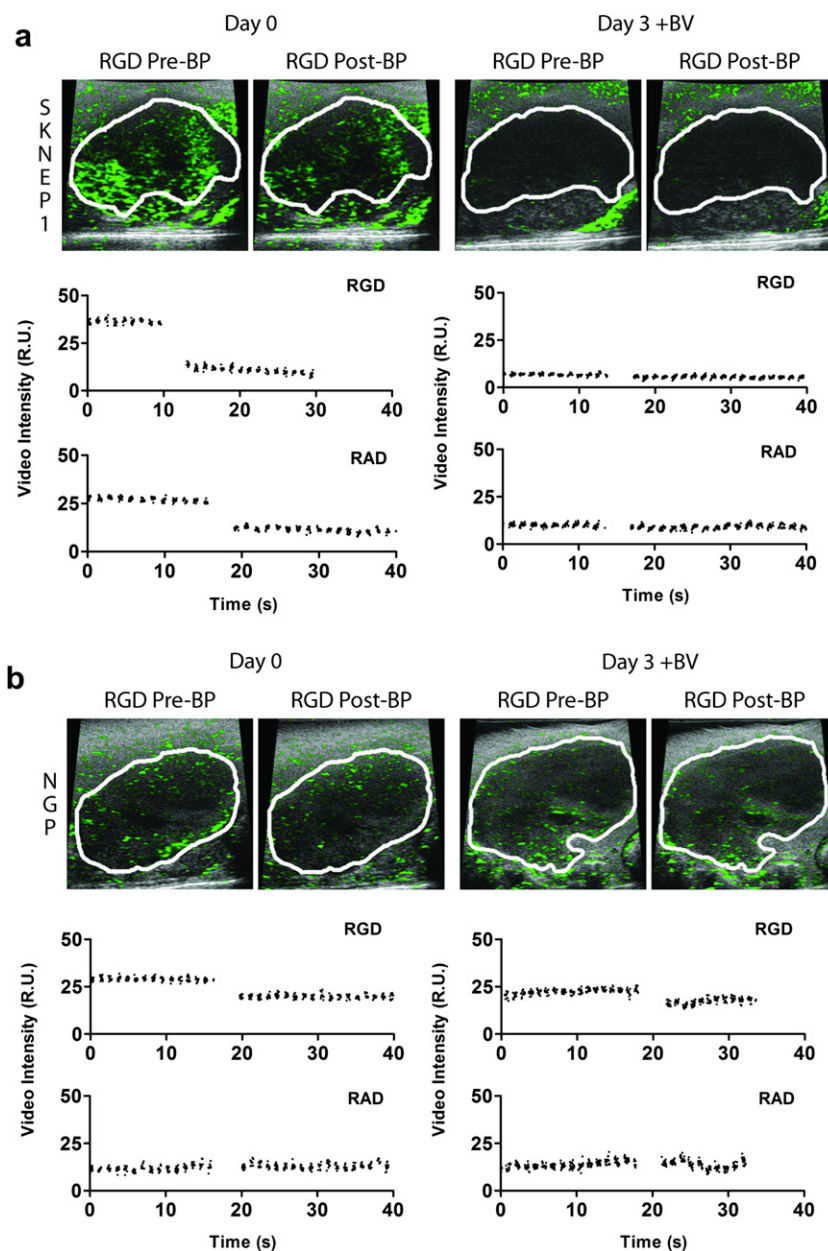 a
Day 0
Day 3 +BV
RGD Pre-BP
RGD Post-BP
RGD Pre-BP
RGD Post-BP
SKNEP1
Video Intensity (R.U.)
50
25
0
RGD
0 10 20 30 40
50
25
0
RAD
0 10 20 30 40
Time (s)
50
25
0
RGD
0 10 20 30 40
50
25
0
RAD
0 10 20 30 40
Time (s)
b
Day 0
Day 3 +BV
RGD Pre-BP
RGD Post-BP
RGD Pre-BP
RGD Post-BP
NGP
Video Intensity (R.U.)
50
25
0
RGD
0 10 20 30 40
50
25
0
RAD
0 10 20 30 40
Time (s)
Video Intensity (R.U.)
50
25
0
RGD
0 10 20 30 40
50
25
0
RAD
0 10 20 30 40
Time (s)
Video Intensity (R.U.)